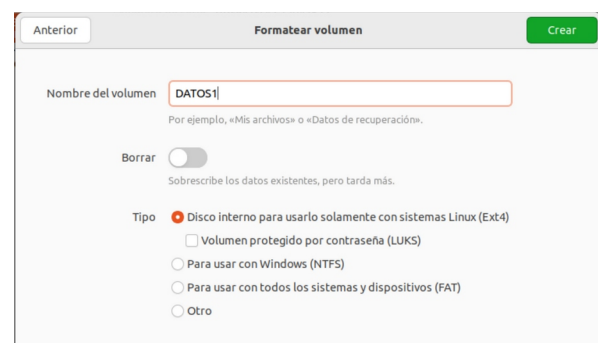 Anterior
Formatear volumen
Crear
Nombre del volumen
DATOS1
Por ejemplo, «Mis archivos» o «Datos de recuperación».
Borrar
Sobrescribe los datos existentes, pero tarda más.
Tipo
Disco interno para usarlo solamente con sistemas Linux (Ext4)
Volumen protegido por contraseña (LUKS)
Para usar con Windows (NTFS)
Para usar con todos los sistemas y dispositivos (FAT)
Otro